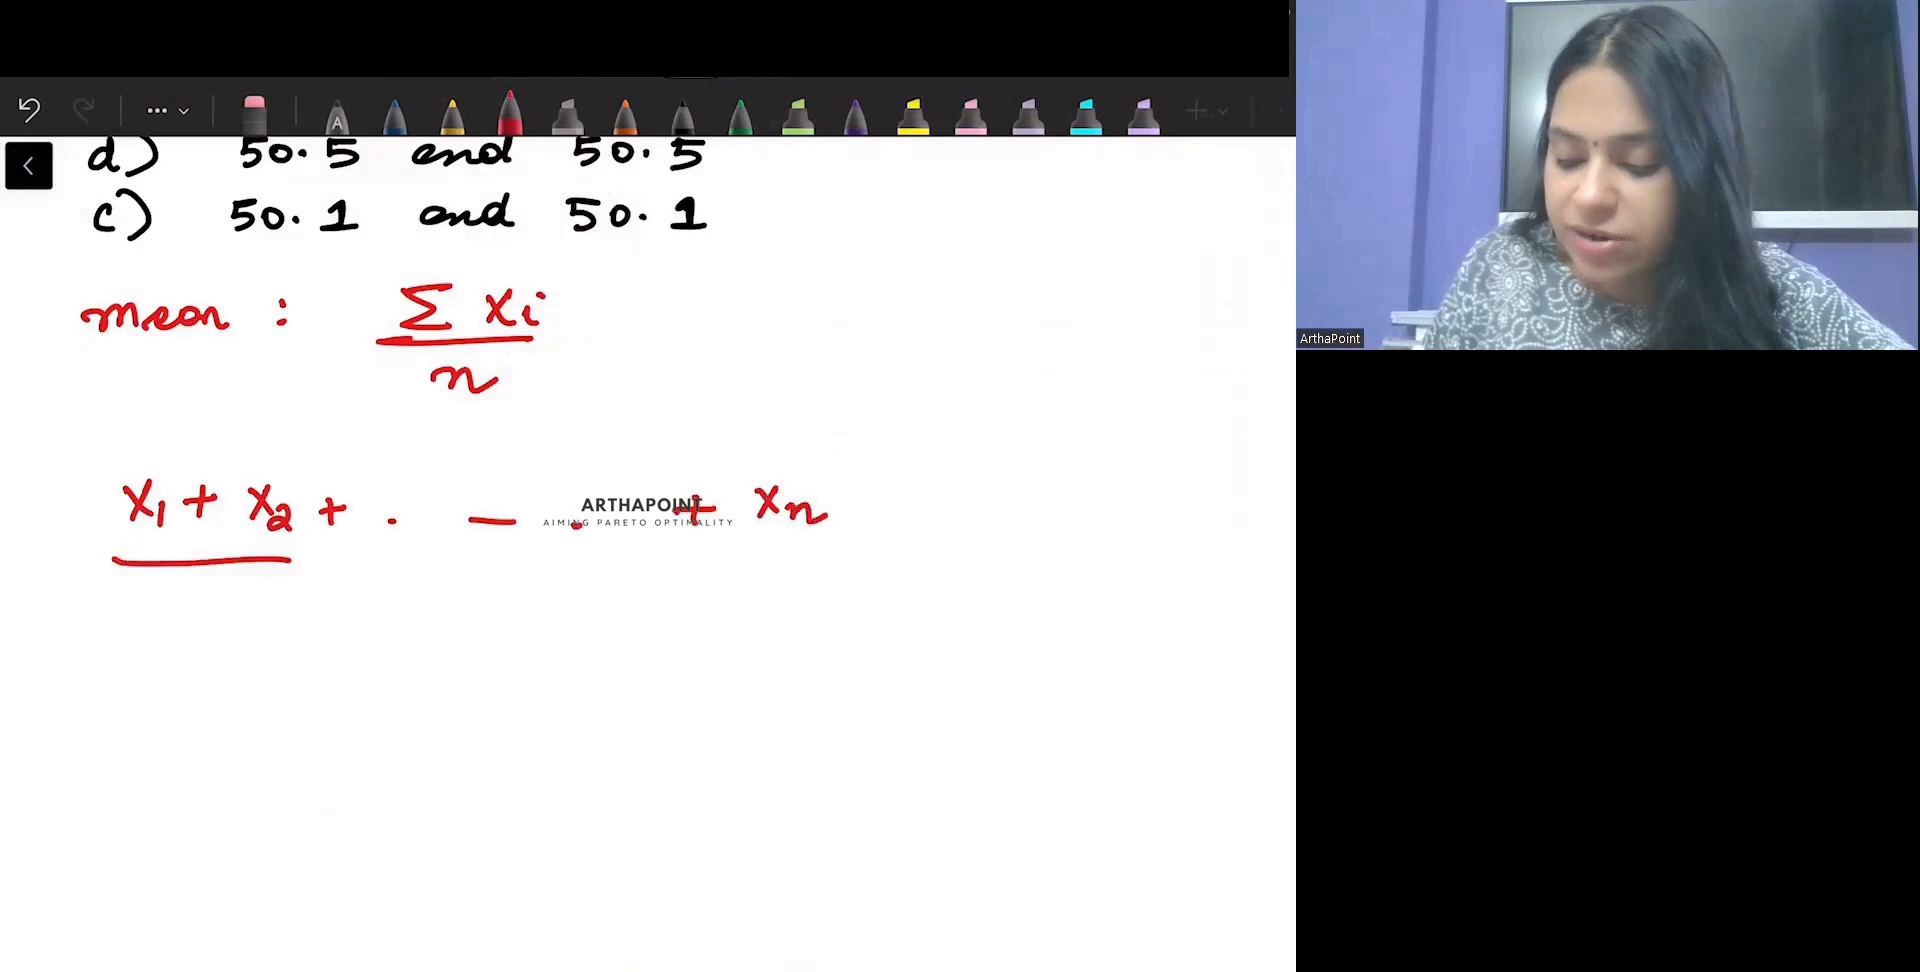 d) 50.5 and 50.5
c) 50.1 and 50.1
mean : Σ xi
n
x1 + x2 + . – . + xn
ARTHAPOINT
AIMING PARETO OPTIMALITY
A
ArthaPoint